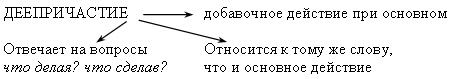 ДЕЕПРИЧАСТИЕ добавочное действие при основном
Отвечает на вопросы
что делая? что сделав?
Относится к тому же слову,
что и основное действие